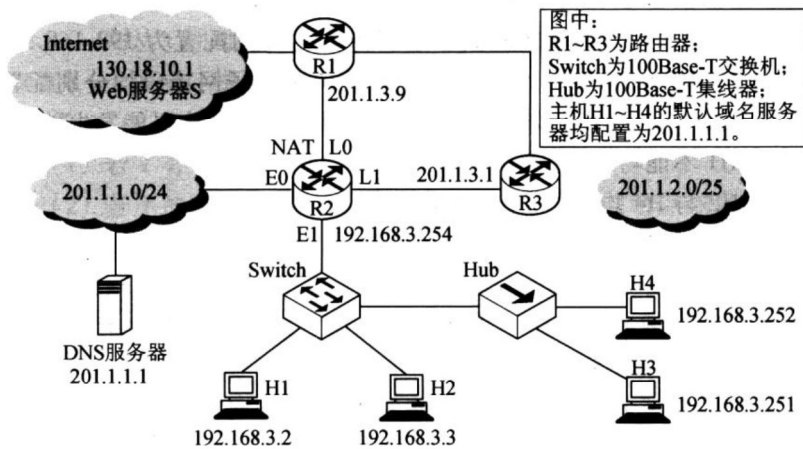 Internet
130.18.10.1
Web服务器S
R1
201.1.3.9
图中：
R1~R3为路由器；
Switch为100Base-T交换机；
Hub为100Base-T集线器；
主机H1~H4的默认域名服务
器均配置为201.1.1.1。
NAT L0
201.1.1.0/24
E0
L1
201.1.3.1
R2
R3
201.1.2.0/25
E1
192.168.3.254
Switch
Hub
H4
192.168.3.252
DNS服务器
201.1.1.1
H1
192.168.3.2
H2
192.168.3.3
H3
192.168.3.251